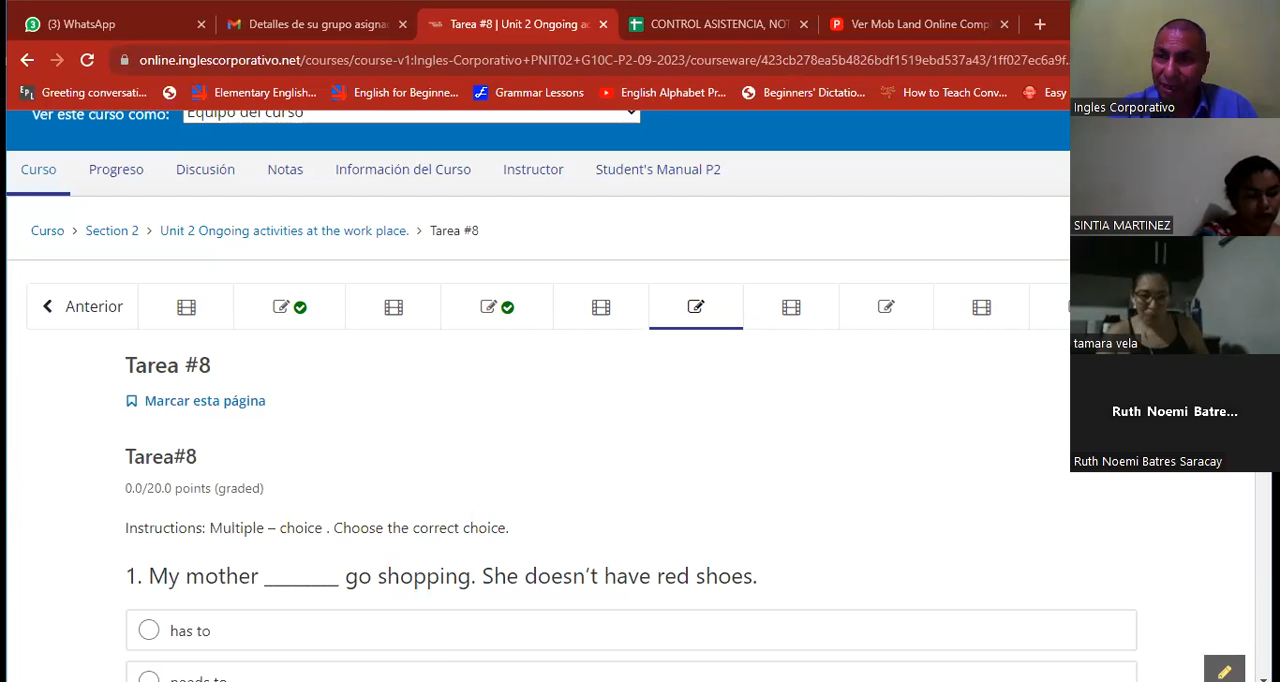 3 (3) WhatsApp
Detalles de su grupo asigna
Tarea #8 | Unit 2 Ongoing ac
CONTROL ASISTENCIA, NOT
Ver Mob Land Online Comp
online.inglescorporativo.net/courses/course-v1:Ingles-Corporativo+PNIT02+G10C-P2-09-2023/courseware/423cb278ea5b4826bdf1519ebd537a43/1ff027ec6a9f...
Greeting conversati...
Elementary English...
English for Beginne...
Grammar Lessons
English Alphabet Pr...
Beginners' Dictatio...
How to Teach Conv...
Easy
Ver este curso como: Equipo del curso
Curso Progreso Discusión Notas Información del Curso Instructor Student's Manual P2
Curso > Section 2 > Unit 2 Ongoing activities at the work place. > Tarea #8
Anterior
Tarea #8
Marcar esta página
Tarea#8
0.0/20.0 points (graded)
Instructions: Multiple – choice . Choose the correct choice.
1. My mother _______ go shopping. She doesn’t have red shoes.
has to
needs to
Ingles Corporativo
SINTIA MARTINEZ
tamara vela
Ruth Noemi Batre...
Ruth Noemi Batres Saracay